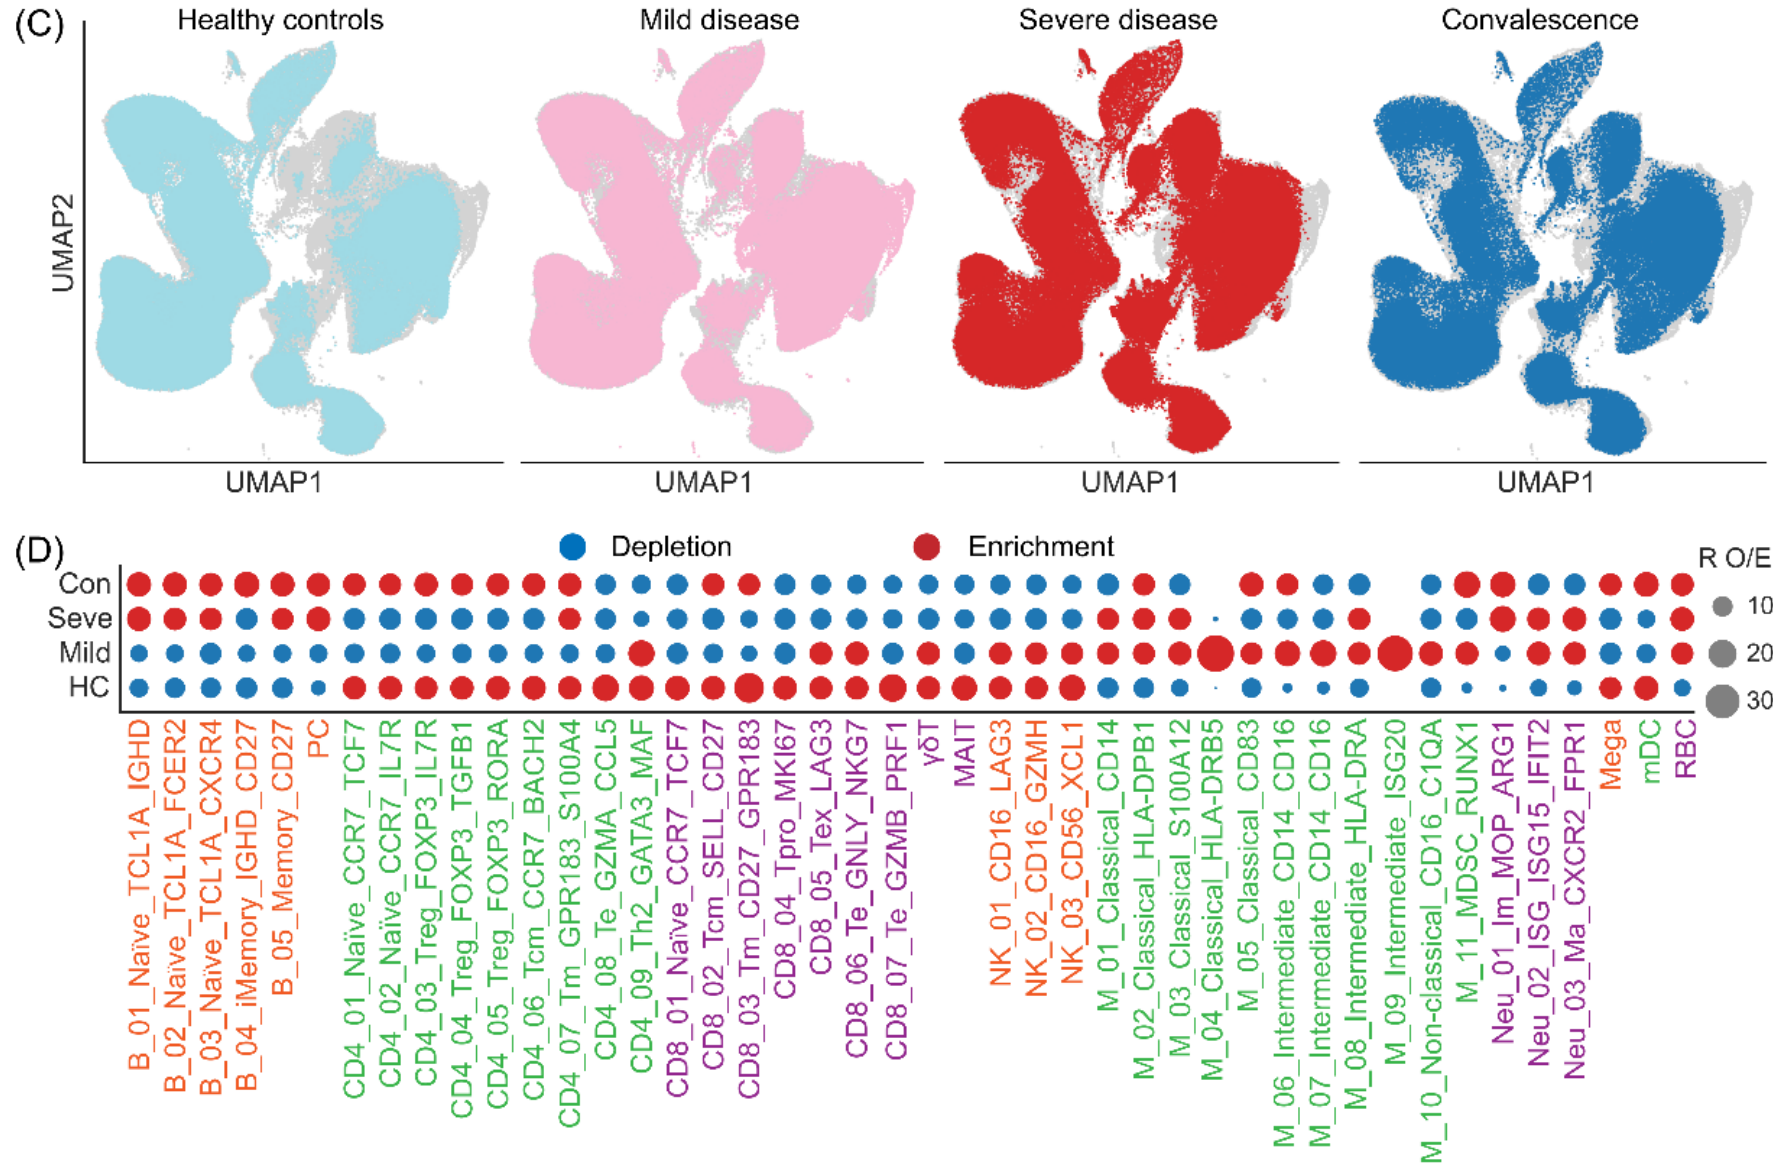 (C)
Healthy controls
Mild disease
Severe disease
Convalescence
UMAP2
UMAP1
UMAP1
UMAP1
UMAP1
(D)
Depletion
Enrichment
R O/E
10
20
30
Con
Seve
Mild
HC
B_01_Naïve_TCL1A_IGHD
B_02_Naïve_TCL1A_FCER2
B_03_Naïve_TCL1A_CXCR4
B_04_iMemory_IGHD_CD27
B_05_Memory_CD27
PC
CD4_01_Naïve_CCR7_TCF7
CD4_02_Naïve_CCR7_IL7R
CD4_03_Treg_FOXP3_IL7R
CD4_04_Treg_FOXP3_TGFB1
CD4_05_Treg_FOXP3_RORA
CD4_06_Tcm_CCR7_BACH2
CD4_07_Tm_GPR183_S100A4
CD4_08_Te_GZMA_CCL5
CD4_09_Th2_GATA3_MAF
CD8_01_Naïve_CCR7_TCF7
CD8_02_Tcm_SELL_CD27
CD8_03_Tm_CD27_GPR183
CD8_04_Tpro_MKI67
CD8_05_Tex_LAG3
CD8_06_Te_GNLY_NKG7
CD8_07_Te_GZMB_PRF1
γδT
MAIT
NK_01_CD16_LAG3
NK_02_CD16_GZMH
NK_03_CD56_XCL1
M_01_Classical_CD14
M_02_Classical_HLA-DPB1
M_03_Classical_S100A12
M_04_Classical_HLA-DRB5
M_05_Classical_CD83
M_06_Intermediate_CD14_CD16
M_07_Intermediate_CD14_CD16
M_08_Intermediate_HLA-DRA
M_09_Intermediate_ISG20
M_10_Non-classical_CD16_C1QA
M_11_MDSC_RUNX1
Neu_01_Im_MOP_ARG1
Neu_02_ISG_ISG15_IFIT2
Neu_03_Ma_CXCR2_FPR1
Mega
mDC
RBC